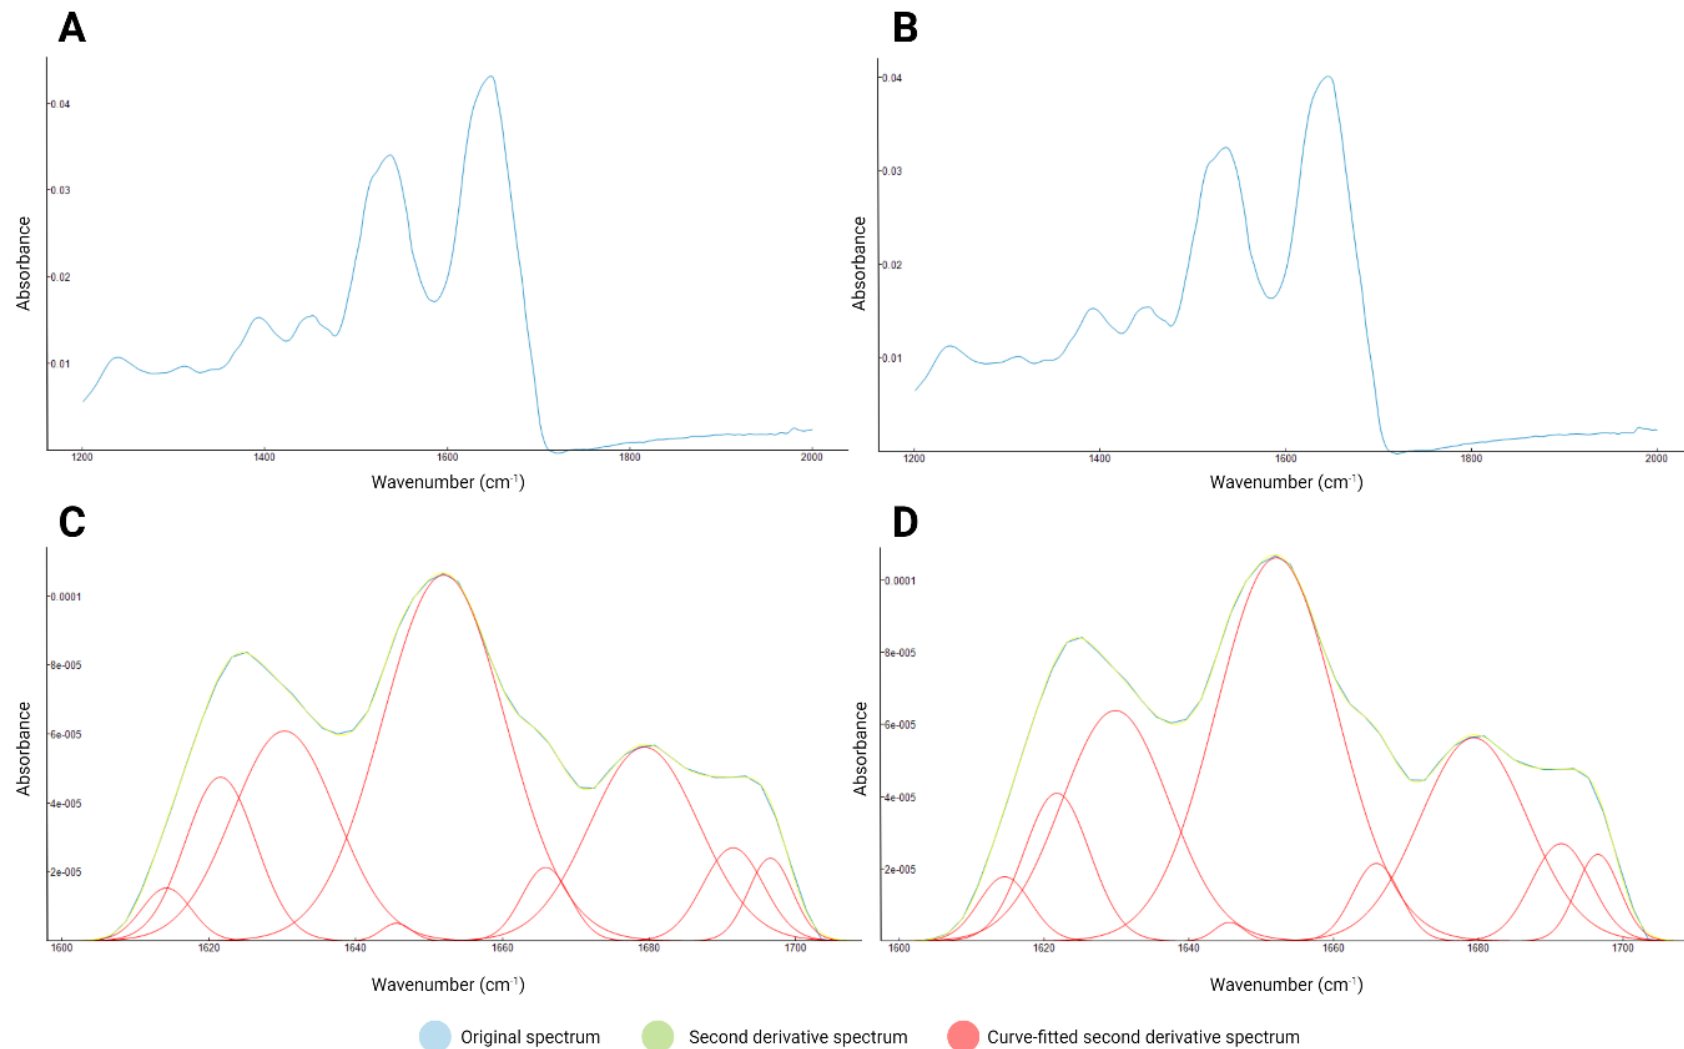 A
B
0.04
0.03
0.02
0.01
Absorbance
1200
1400
1600
1800
2000
Wavenumber (cm-1)
0.04
0.03
0.02
0.01
Absorbance
1200
1400
1600
1800
2000
Wavenumber (cm-1)
C
D
0.0001
8e-005
6e-005
4e-005
2e-005
Absorbance
1600
1620
1640
1660
1680
1700
Wavenumber (cm-1)
0.0001
8e-005
6e-005
4e-005
2e-005
Absorbance
1600
1620
1640
1660
1680
1700
Wavenumber (cm-1)
Original spectrum
Second derivative spectrum
Curve-fitted second derivative spectrum